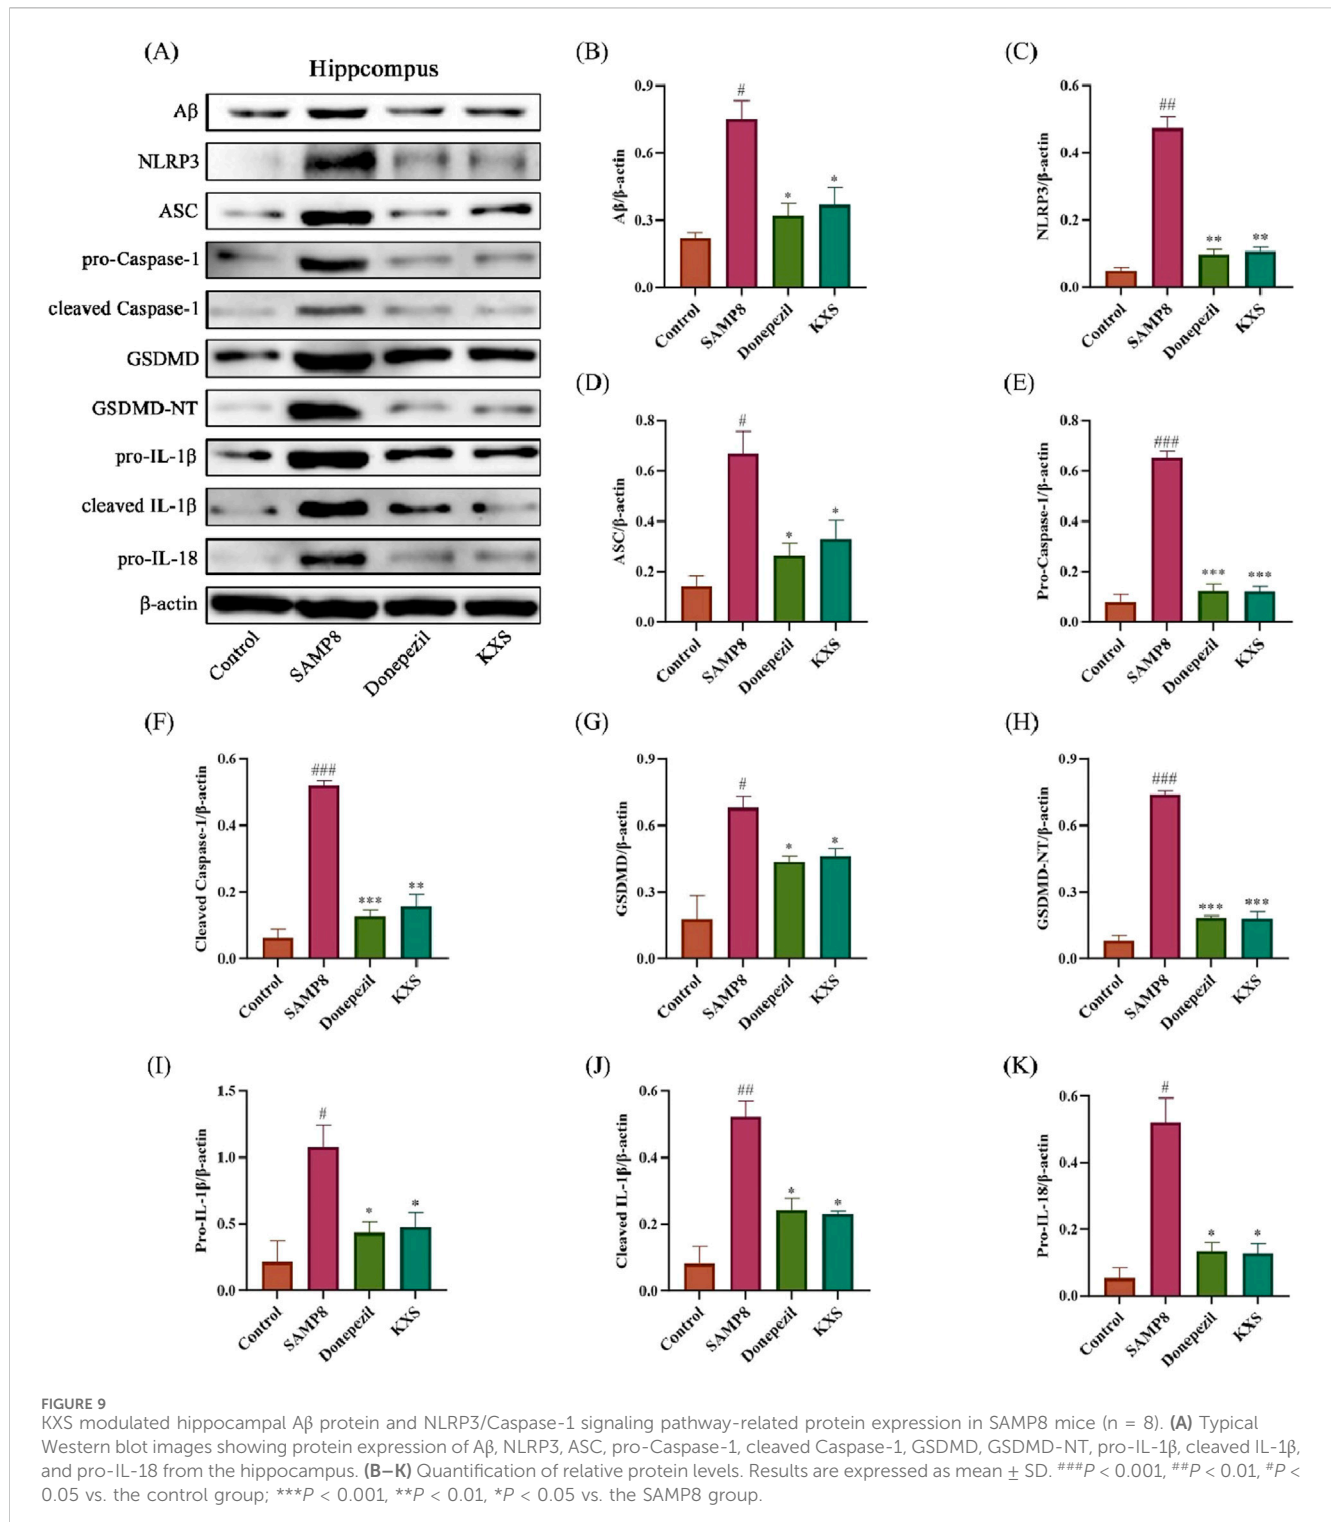 (A)
Hippcompus
Aβ
NLRP3
ASC
pro-Caspase-1
cleaved Caspase-1
GSDMD
GSDMD-NT
pro-IL-1β
cleaved IL-1β
pro-IL-18
β-actin
Control
SAMP8
Donepezil
KXS
(B)
Aβ/β-actin
0.9
0.6
0.3
0.0
#
*
*
Control
SAMP8
Donepezil
KXS
(C)
NLRP3/β-actin
0.6
0.4
0.2
0.0
##
**
**
Control
SAMP8
Donepezil
KXS
(D)
ASC/β-actin
0.8
0.6
0.4
0.2
0.0
#
*
*
Control
SAMP8
Donepezil
KXS
(E)
Pro-Caspase-1/β-actin
0.8
0.6
0.4
0.2
0.0
###
***
***
Control
SAMP8
Donepezil
KXS
(F)
Cleaved Caspase-1/β-actin
0.6
0.4
0.2
0.0
###
***
**
Control
SAMP8
Donepezil
KXS
(G)
GSDMD/β-actin
0.9
0.6
0.3
0.0
#
*
*
Control
SAMP8
Donepezil
KXS
(H)
GSDMD-NT/β-actin
0.9
0.6
0.3
0.0
###
***
***
Control
SAMP8
Donepezil
KXS
(I)
Pro-IL-1β/β-actin
1.5
1.0
0.5
0.0
#
*
*
Control
SAMP8
Donepezil
KXS
(J)
Cleaved IL-1β/β-actin
0.6
0.4
0.2
0.0
##
*
*
Control
SAMP8
Donepezil
KXS
(K)
Pro-IL-18/β-actin
0.6
0.4
0.2
0.0
#
*
*
Control
SAMP8
Donepezil
KXS
FIGURE 9
KXS modulated hippocampal Aβ protein and NLRP3/Caspase-1 signaling pathway-related protein expression in SAMP8 mice (n = 8). (A) Typical
Western blot images showing protein expression of Aβ, NLRP3, ASC, pro-Caspase-1, cleaved Caspase-1, GSDMD, GSDMD-NT, pro-IL-1β, cleaved IL-1β,
and pro-IL-18 from the hippocampus. (B–K) Quantification of relative protein levels. Results are expressed as mean ± SD. ###P < 0.001, ##P < 0.01, #P <
0.05 vs. the control group; ***P < 0.001, **P < 0.01, *P < 0.05 vs. the SAMP8 group.